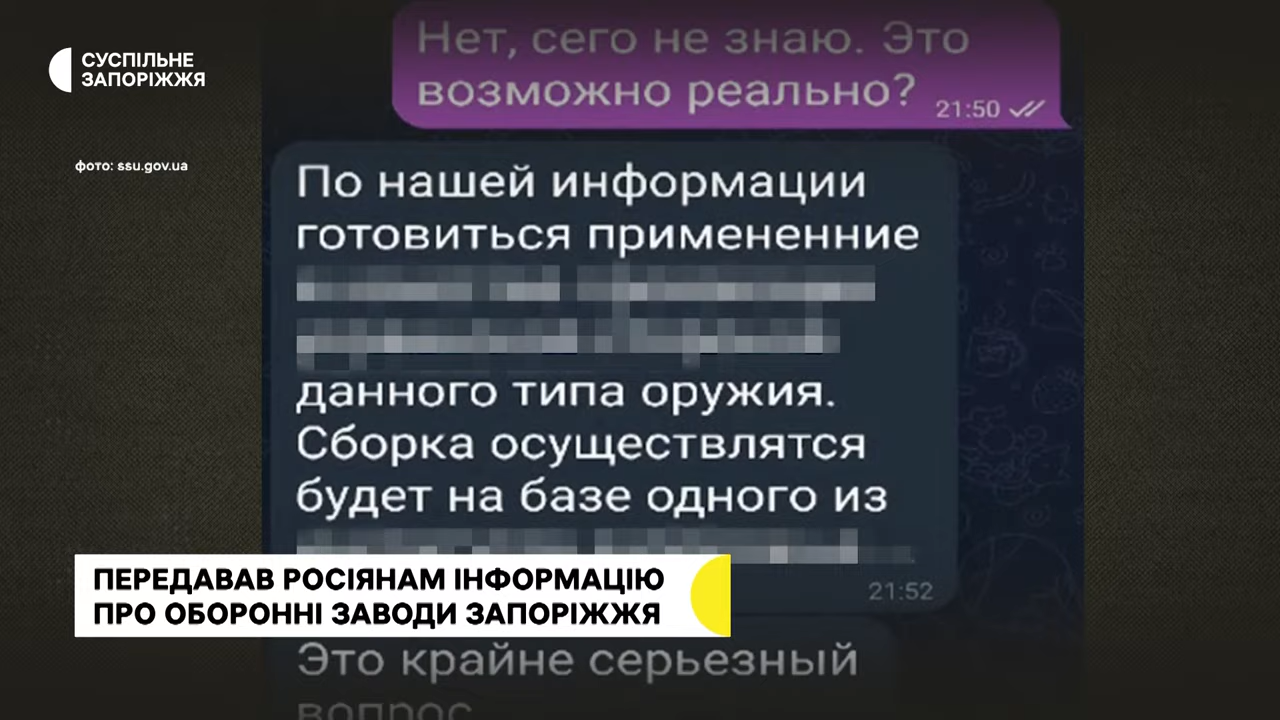 СУСПІЛЬНЕ
ЗАПОРІЖЖЯ
фото: ssu.gov.ua
Нет, сего не знаю. Это
возможно реально?
21:50
По нашей информации
готовиться примененние
данного типа оружия.
Сборка осуществлятся
будет на базе одного из
21:52
ПЕРЕДАВАВ РОСІЯНАМ ІНФОРМАЦІЮ
ПРО ОБОРОННІ ЗАВОДИ ЗАПОРІЖЖЯ
Это крайне серьезный
вопрос